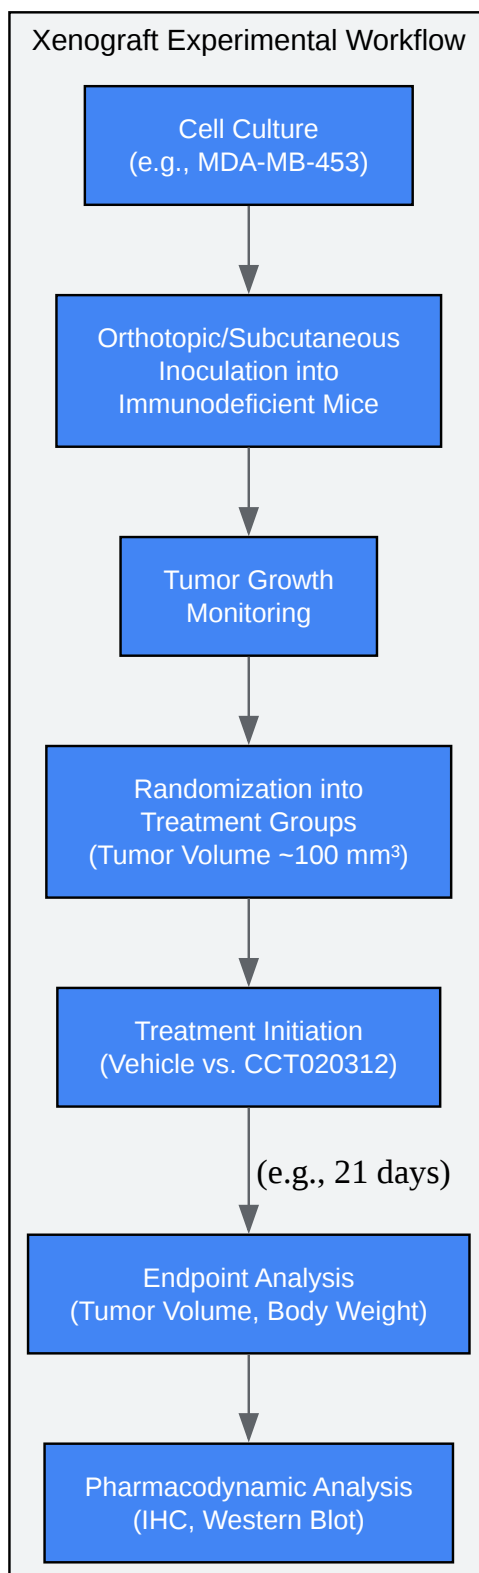 Xenograft Experimental Workflow
Cell Culture
(e.g., MDA-MB-453)
Orthotopic/Subcutaneous
Inoculation into
Immunodeficient Mice
Tumor Growth
Monitoring
Randomization into
Treatment Groups
(Tumor Volume ~100 mm³)
Treatment Initiation
(Vehicle vs. CCT020312)
(e.g., 21 days)
Endpoint Analysis
(Tumor Volume, Body Weight)
Pharmacodynamic Analysis
(IHC, Western Blot)